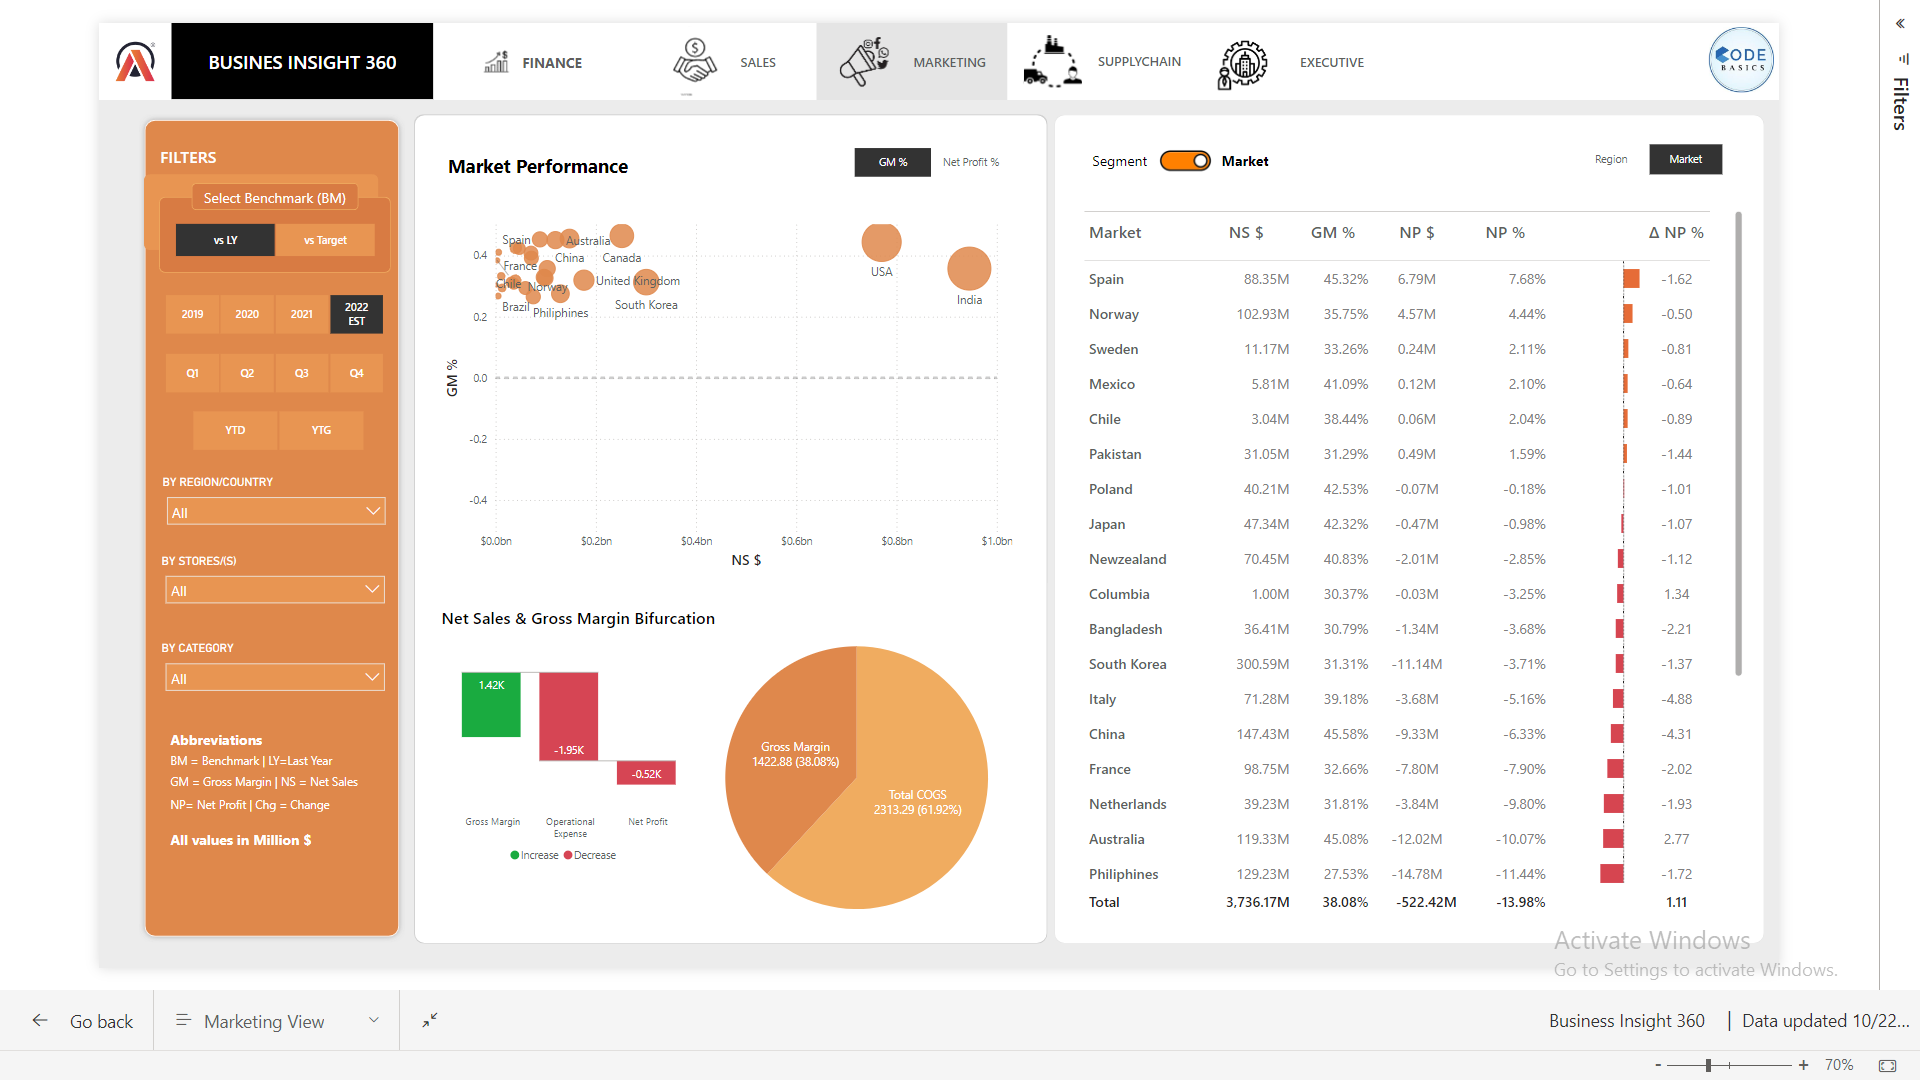 BUSINES INSIGHT 360
FINANCE
SALES
MARKETING
SUPPLYCHAIN
EXECUTIVE
CODE
BASICS
«
Filters
FILTERS
Select Benchmark (BM)
vs LY
vs Target
2019
2020
2021
2022
EST
Q1
Q2
Q3
Q4
YTD
YTG
BY REGION/COUNTRY
All
BY STORES/(S)
All
BY CATEGORY
All
Abbreviations
BM = Benchmark | LY=Last Year
GM = Gross Margin | NS = Net Sales
NP= Net Profit | Chg = Change
All values in Million $
Market Performance
GM %
Net Profit %
GM %
0.4
0.2
0.0
-0.2
-0.4
Spain
Australia
China
Canada
France
Chile
Norway
United Kingdom
Brazil
Philiphines
South Korea
USA
India
$0.0bn $0.2bn $0.4bn $0.6bn $0.8bn $1.0bn
NS $
Net Sales & Gross Margin Bifurcation
1.42K
-1.95K
-0.52K
Gross Margin
Operational
Expense
Net Profit
Increase Decrease
Gross Margin
1422.88 (38.08%)
Total COGS
2313.29 (61.92%)
Segment Market
Region
Market
Market NS $ GM % NP $ NP % Δ NP %
Spain 88.35M 45.32% 6.79M 7.68% -1.62
Norway 102.93M 35.75% 4.57M 4.44% -0.50
Sweden 11.17M 33.26% 0.24M 2.11% -0.81
Mexico 5.81M 41.09% 0.12M 2.10% -0.64
Chile 3.04M 38.44% 0.06M 2.04% -0.89
Pakistan 31.05M 31.29% 0.49M 1.59% -1.44
Poland 40.21M 42.53% -0.07M -0.18% -1.01
Japan 47.34M 42.32% -0.47M -0.98% -1.07
Newzealand 70.45M 40.83% -2.01M -2.85% -1.12
Columbia 1.00M 30.37% -0.03M -3.25% 1.34
Bangladesh 36.41M 30.79% -1.34M -3.68% -2.21
South Korea 300.59M 31.31% -11.14M -3.71% -1.37
Italy 71.28M 39.18% -3.68M -5.16% -4.88
China 147.43M 45.58% -9.33M -6.33% -4.31
France 98.75M 32.66% -7.80M -7.90% -2.02
Netherlands 39.23M 31.81% -3.84M -9.80% -1.93
Australia 119.33M 45.08% -12.02M -10.07% 2.77
Philiphines 129.23M 27.53% -14.78M -11.44% -1.72
Total 3,736.17M 38.08% -522.42M -13.98% 1.11
Activate Windows
Go to Settings to activate Windows.
Go back
Marketing View
Business Insight 360 | Data updated 10/22...
- + 70%